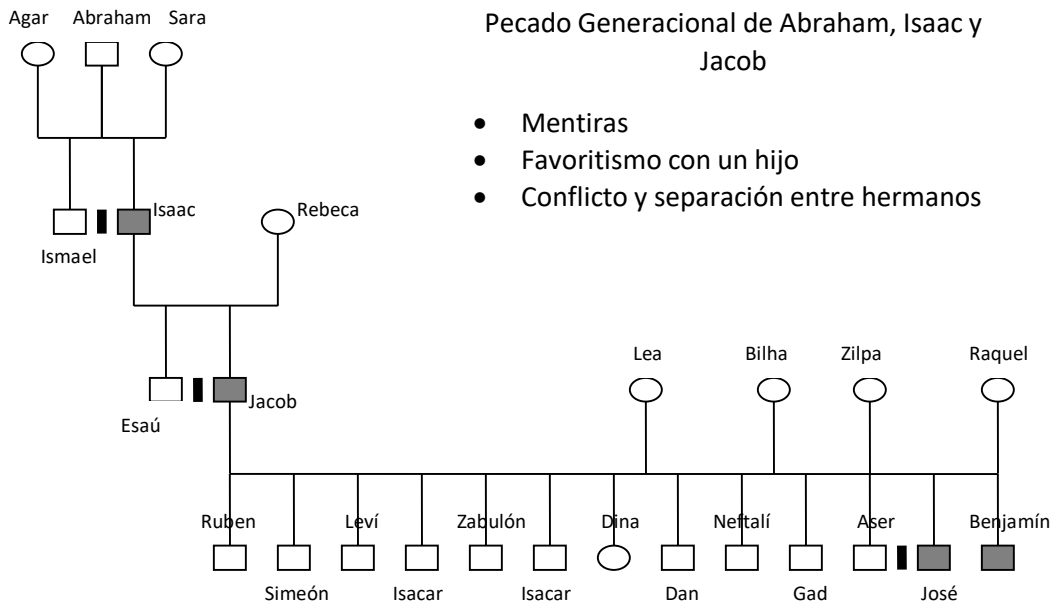 Agar Abraham Sara
Pecado Generacional de Abraham, Isaac y
Jacob
• Mentiras
• Favoritismo con un hijo
• Conflicto y separación entre hermanos
Isaac Rebeca
Ismael
Lea Bilha Zilpa Raquel
Jacob
Esaú
Ruben Leví Zabulón Dina Neftalí Aser Benjamín
Simeón Isacar Isacar Dan Gad José